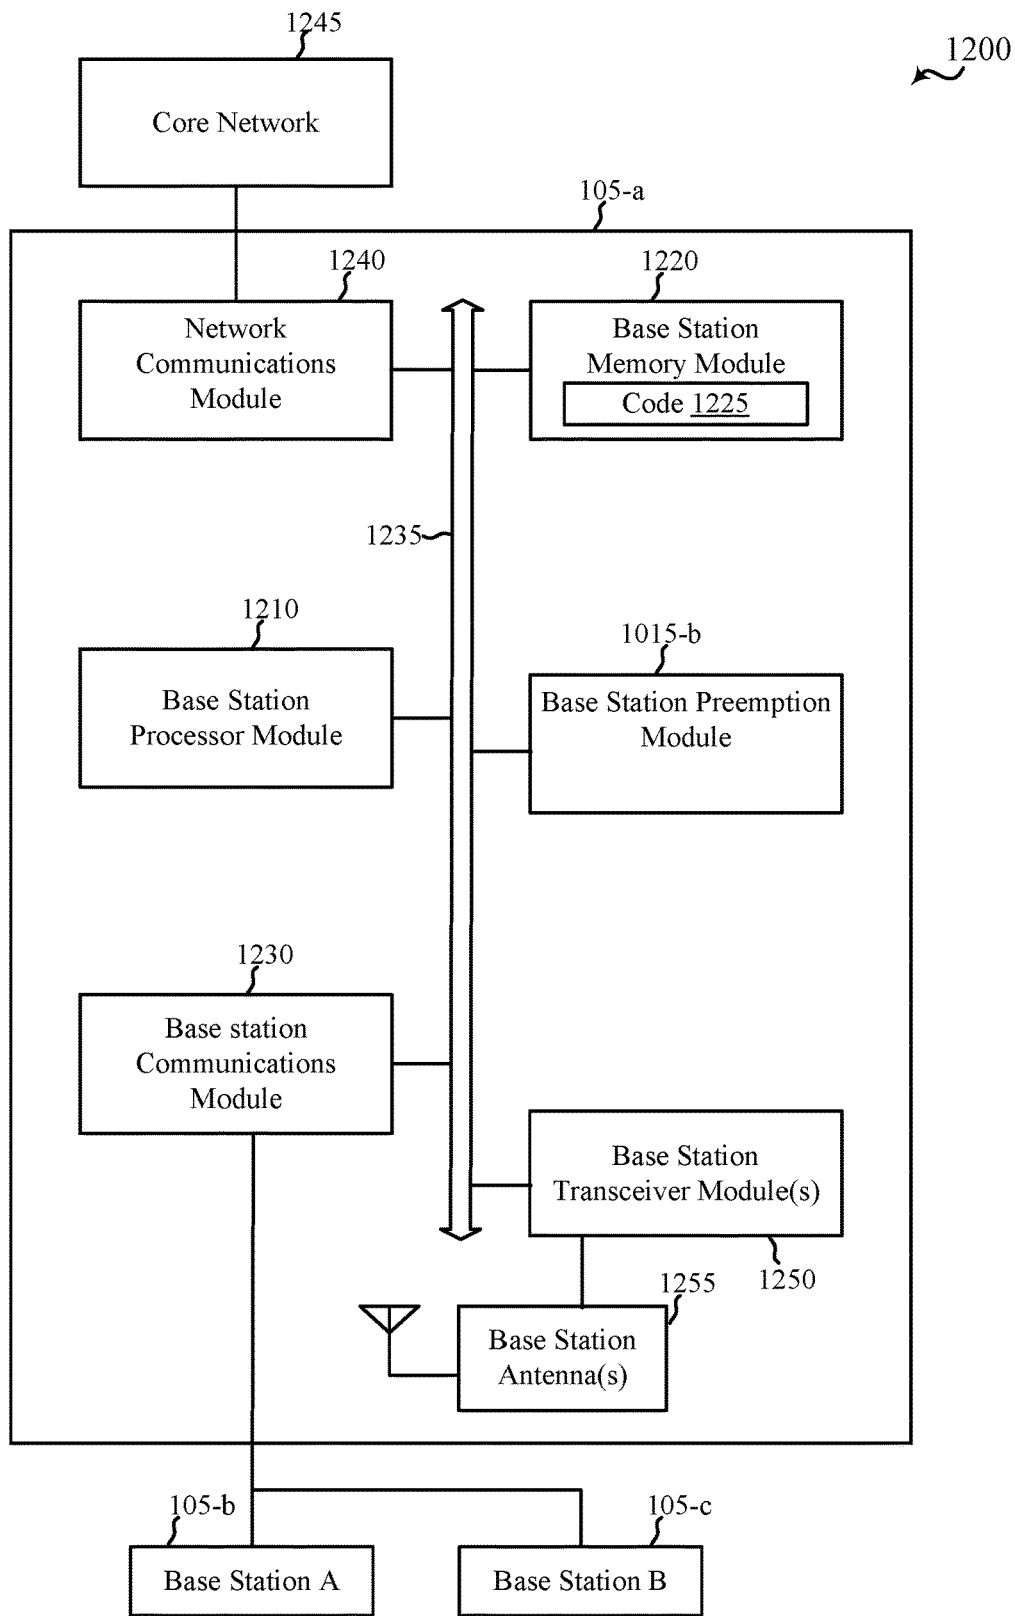 1245
1200
Core Network
105-a
1240
1220
Network
Communications
Module
Base Station
Memory Module
Code 1225
1235
1210
1015-b
Base Station
Processor Module
Base Station Preemption
Module
1230
Base station
Communications
Module
Base Station
Transceiver Module(s)
1250
1255
Base Station
Antenna(s)
105-b
105-c
Base Station A
Base Station B